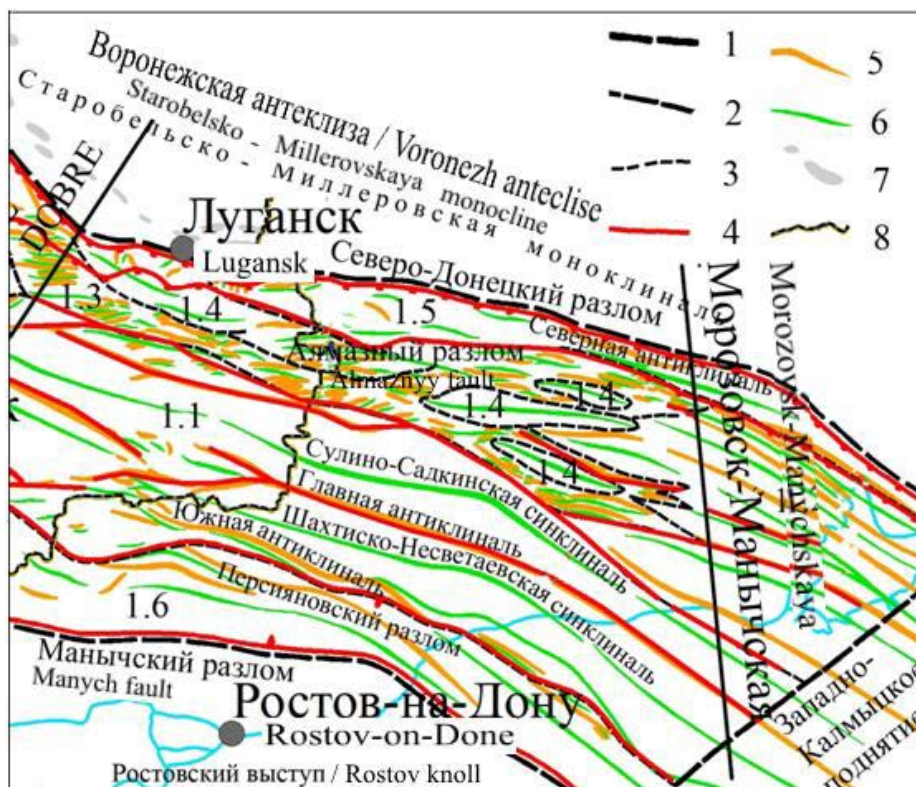 Воронежская антеклиза / Voronezh anteclise
Starobelsko - Millerovskaya monocline
Старобельско - Миллеровская моноклиналь
1
2
3
4
5
6
7
8
DOBRE
Луганск
Lugansk
Северо-Донецкий разлом
Северная антиклиналь
1.3
1.4
1.5
Алмазный разлом
Almaznyy fault
1.4
1.4
1.4
1.1
Сулино-Садкинская синклиналь
Главная антиклиналь
Шахтиско-Несветаевская синклиналь
Южная антиклиналь
Персияновский разлом
1.6
Манычский разлом
Manych fault
Ростов-на-Дону
Rostov-on-Done
Ростовский выступ / Rostov knoll
Морозовск-Манычская
Morozovsk-Manychskaya
Западно-
Калмыцкое
поднятие